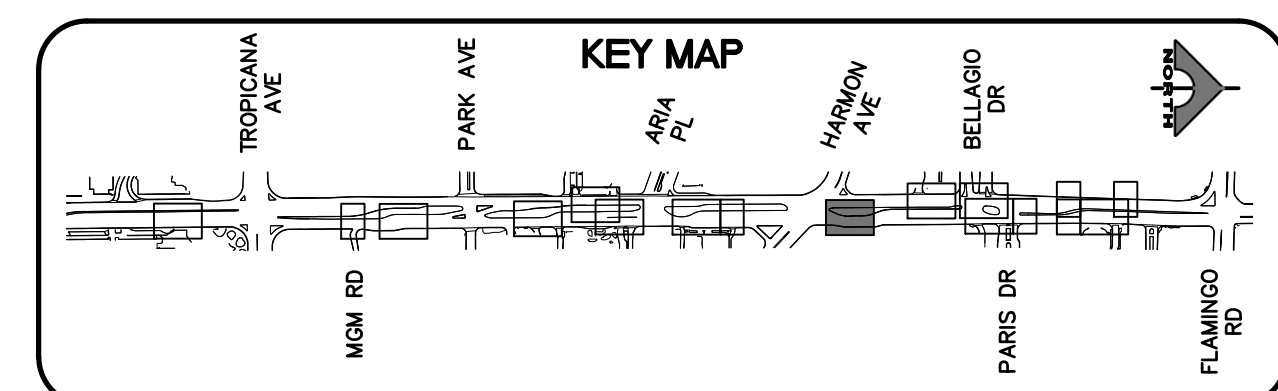 KEY MAP
TROPICANA
AVE
PARK AVE
ARIA
PL
HARMON
AVE
BELLAGIO
DR
NORTH
MGM RD
PARIS DR
FLAMINGO
RD